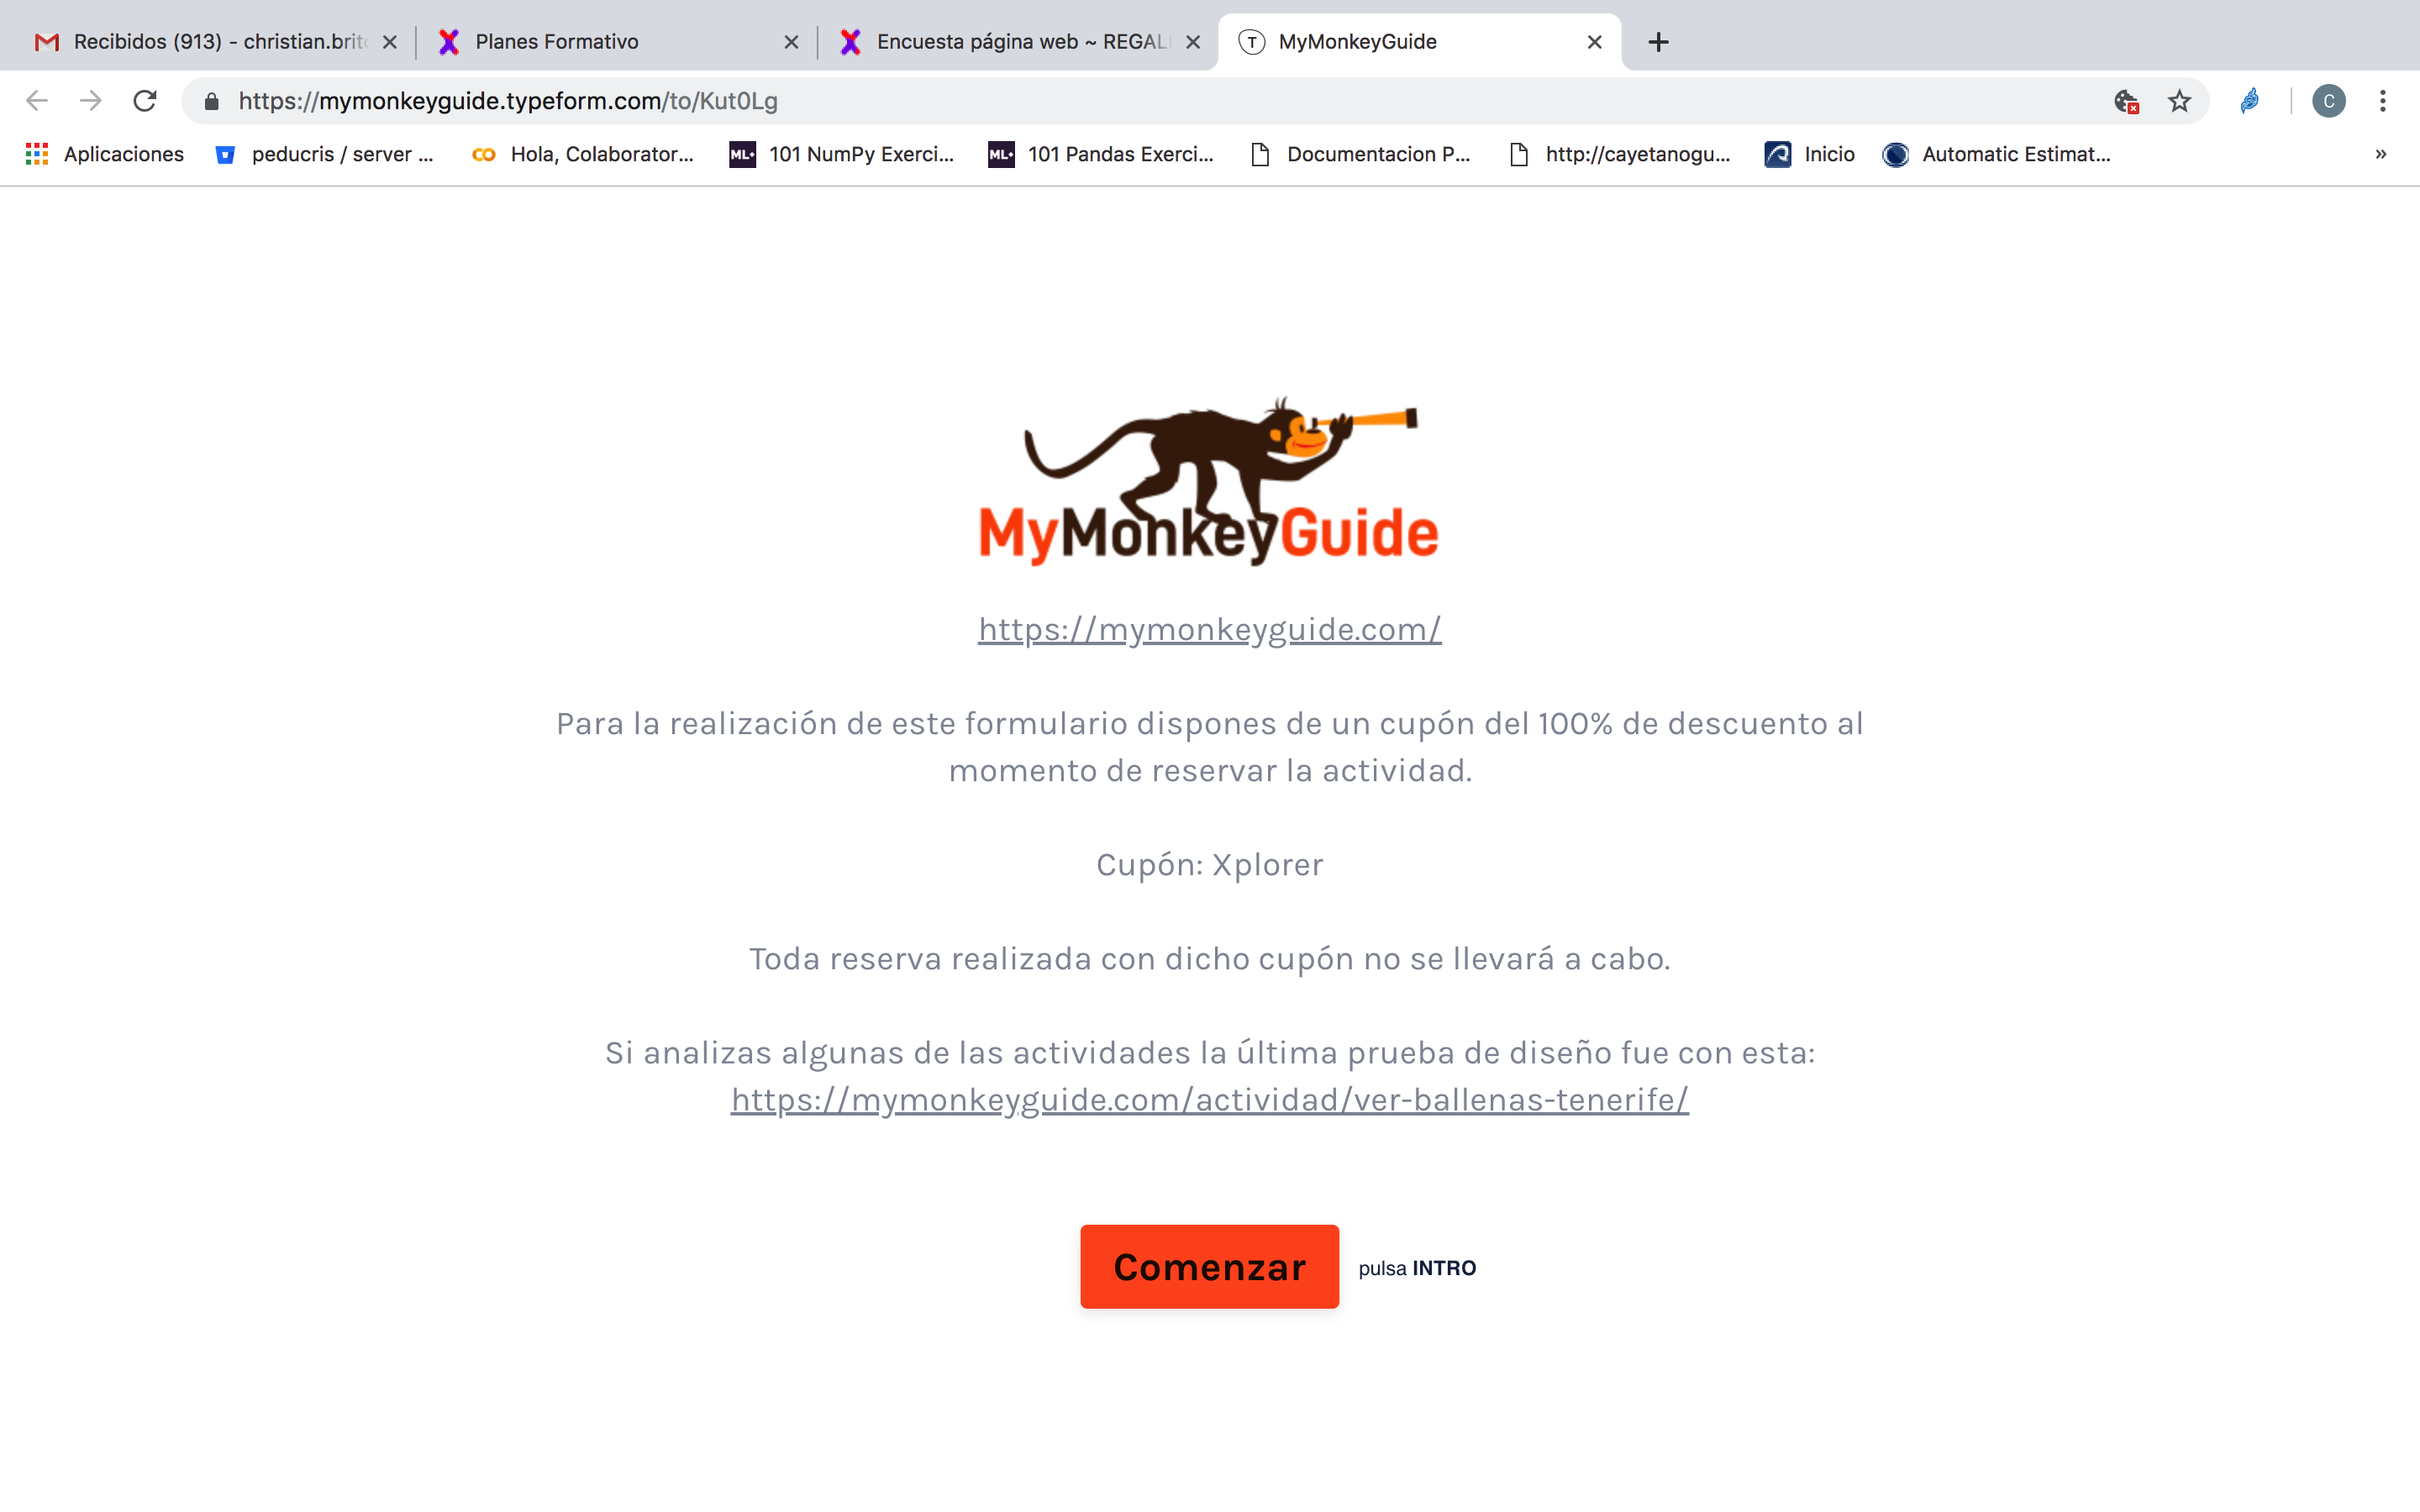 Recibidos (913) - christian.brit
Planes Formativo
Encuesta página web ~ REGAL
MyMonkeyGuide
https://mymonkeyguide.typeform.com/to/Kut0Lg
C
Aplicaciones
peducris / server ...
Hola, Colaborator...
ML•
101 NumPy Exerci...
ML•
101 Pandas Exerci...
Documentacion P...
http://cayetanogu...
Inicio
Automatic Estimat...
»
MyMonkeyGuide
https://mymonkeyguide.com/
Para la realización de este formulario dispones de un cupón del 100% de descuento al
momento de reservar la actividad.
Cupón: Xplorer
Toda reserva realizada con dicho cupón no se llevará a cabo.
Si analizas algunas de las actividades la última prueba de diseño fue con esta:
https://mymonkeyguide.com/actividad/ver-ballenas-tenerife/
Comenzar
pulsa INTRO